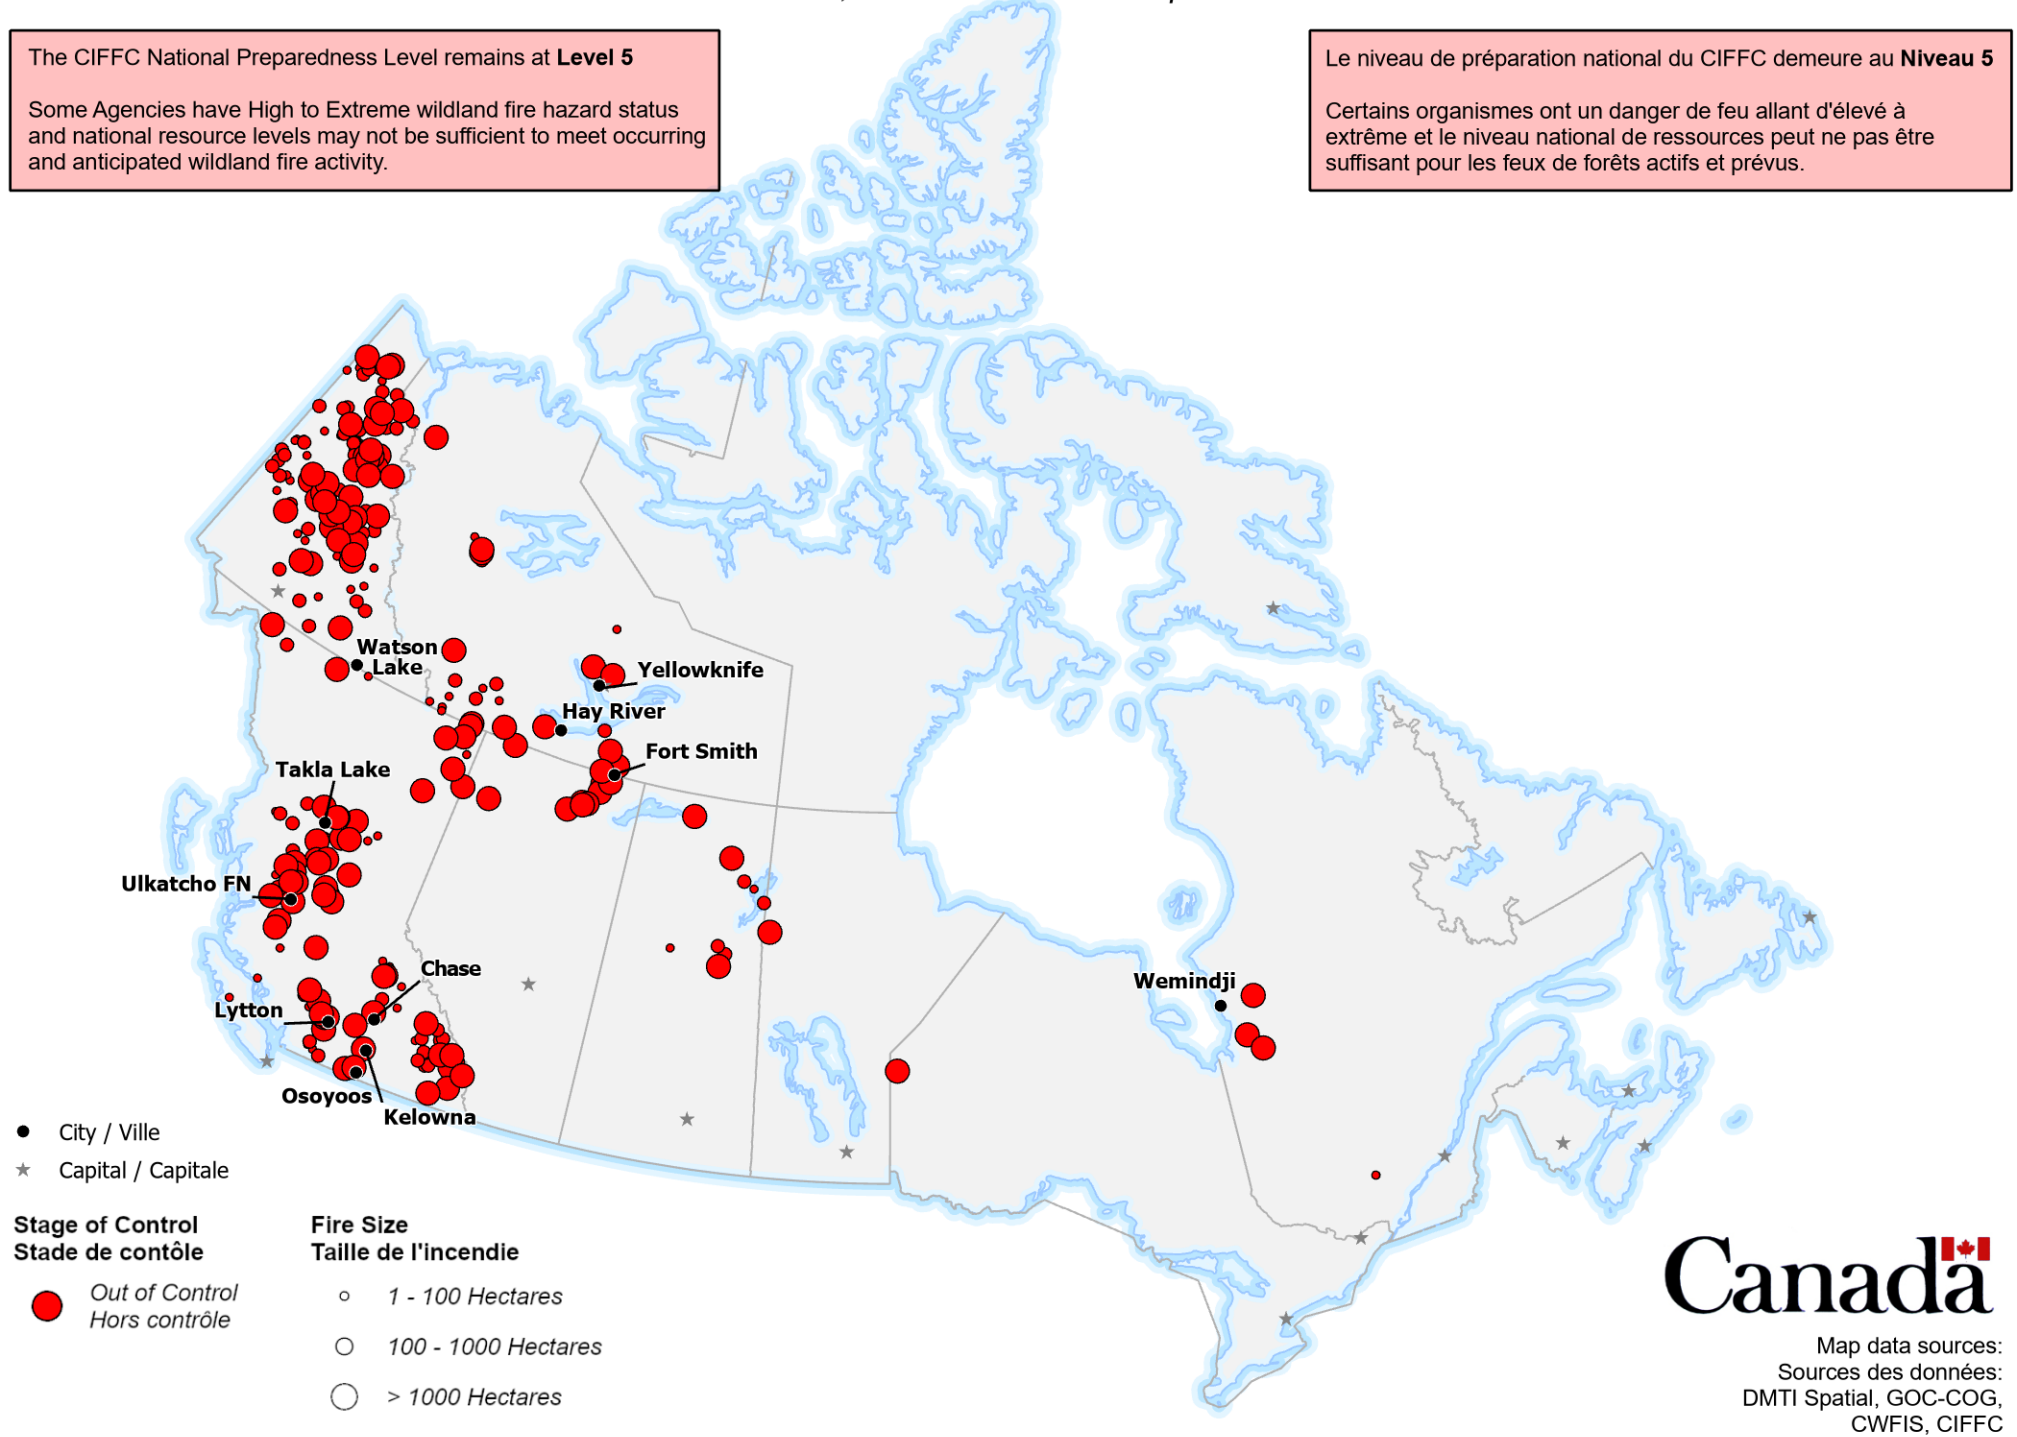 The CIFFC National Preparedness Level remains at Level 5
Some Agencies have High to Extreme wildland fire hazard status
and national resource levels may not be sufficient to meet occurring
and anticipated wildland fire activity.
Le niveau de préparation national du CIFFC demeure au Niveau 5
Certains organismes ont un danger de feu allant d'élevé à
extrême et le niveau national de ressources peut ne pas être
suffisant pour les feux de forêts actifs et prévus.
Watson
Lake
Yellowknife
Hay River
Fort Smith
Takla Lake
Ulkatcho FN
Chase
Wemindji
Lytton
Osoyoos
Kelowna
City / Ville
Capital / Capitale
Stage of Control
Stade de contôle
Out of Control
Hors contrôle
Fire Size
Taille de l'incendie
1 - 100 Hectares
100 - 1000 Hectares
> 1000 Hectares
Canada
Map data sources:
Sources des données:
DMTI Spatial, GOC-COG,
CWFIS, CIFFC